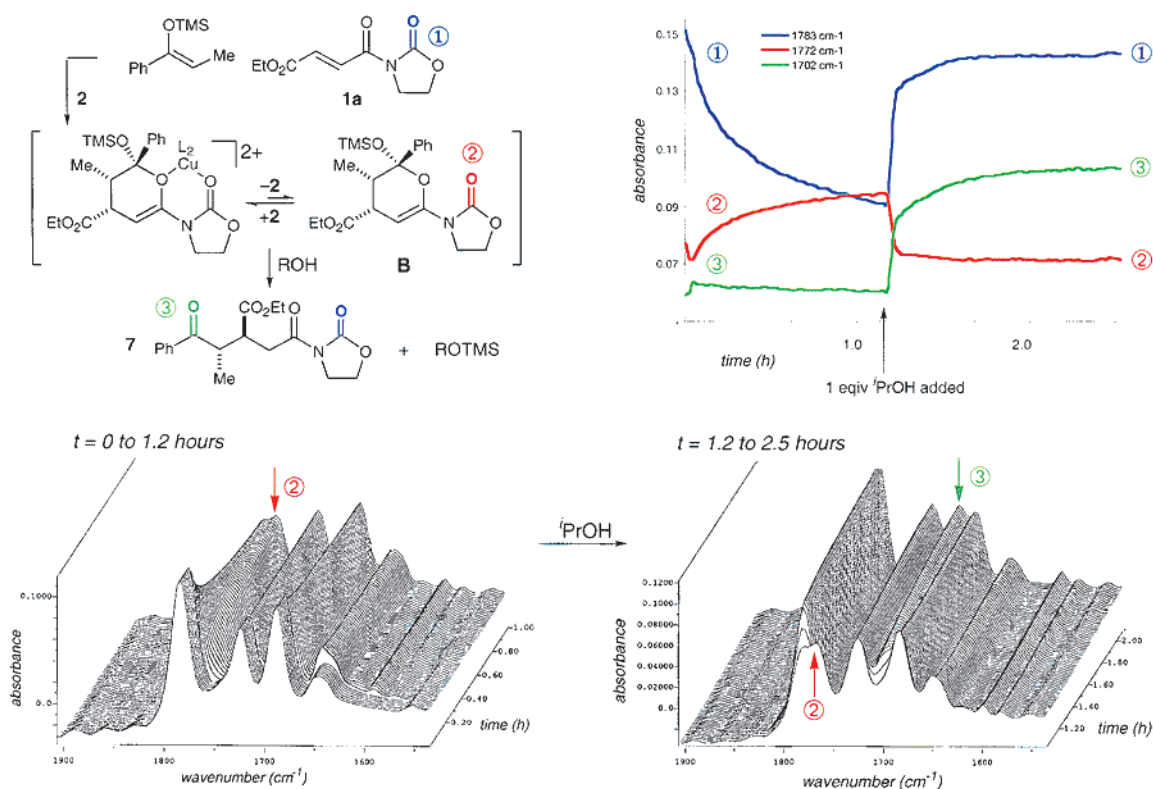 OTMS
Ph
Me
2
O
O
①
EtO₂C
N
O
1a
TMSO
Ph
L₂
Cu
2+
Me
O
O
EtO₂C
N
O
–2
+2
TMSO
Ph
②
Me
O
O
EtO₂C
N
O
B
ROH
③
O
CO₂Et
O
O
7
Ph
N
O
+ ROTMS
Me
0.15
0.13
0.11
0.09
0.07
absorbance
1783 cm-1
1772 cm-1
1702 cm-1
①
②
③
①
③
②
time (h)
1.0
2.0
1 equiv ⁱPrOH added
t = 0 to 1.2 hours
②
absorbance
0.1000
0.0
1.00
0.80
0.60
0.40
0.20
time (h)
1900
1800
1700
1600
wavenumber (cm⁻¹)
ⁱPrOH
t = 1.2 to 2.5 hours
③
absorbance
0.1200
0.1000
0.08000
0.06000
0.04000
0.02000
0.0
②
2.00
1.80
1.60
1.40
1.20
time (h)
1900
1800
1700
1600
wavenumber (cm⁻¹)